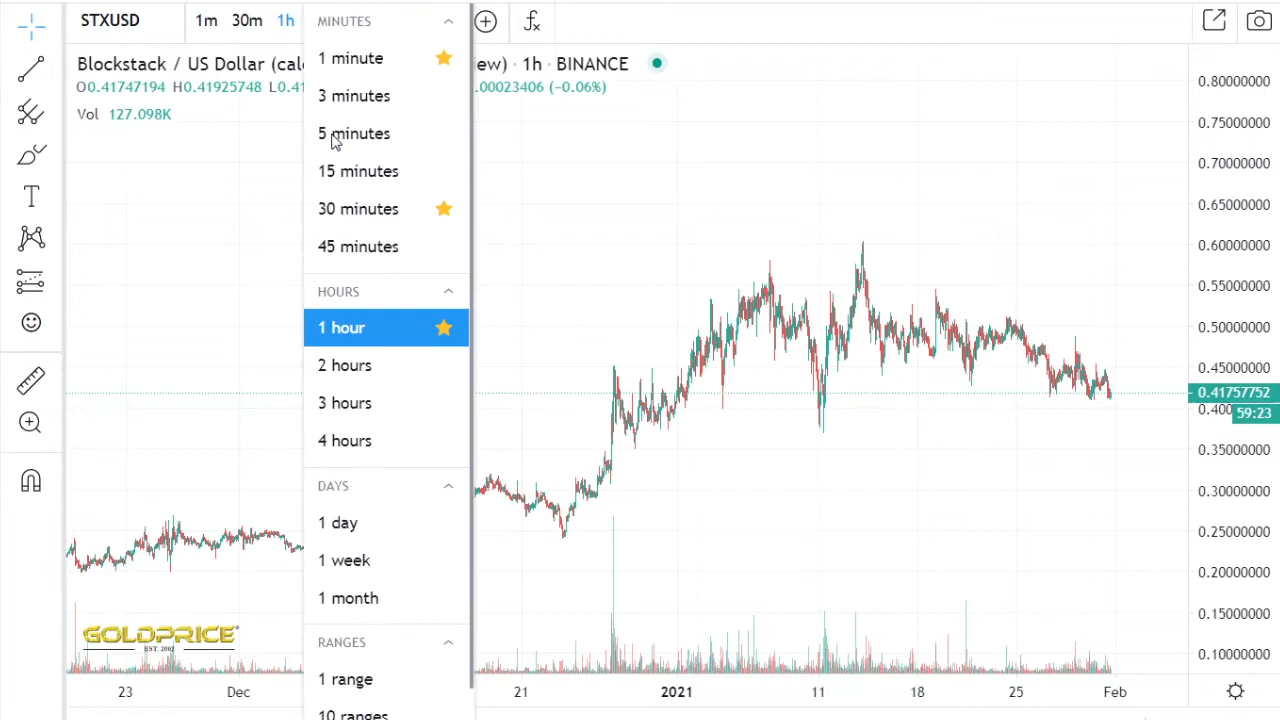 STXUSD
1m 30m 1h
Blockstack / US Dollar (calc
iew) · 1h · BINANCE
O0.41747194 H0.41925748 L0.41
.00023406 (−0.06%)
Vol 127.098K
MINUTES
1 minute
3 minutes
5 minutes
15 minutes
30 minutes
45 minutes
HOURS
1 hour
2 hours
3 hours
4 hours
DAYS
1 day
1 week
1 month
RANGES
1 range
10 ranges
0.80000000
0.75000000
0.70000000
0.65000000
0.60000000
0.55000000
0.50000000
0.45000000
0.41757752
0.400
59:23
0.35000000
0.30000000
0.25000000
0.20000000
0.15000000
0.10000000
GOLDPRICE
EST. 2002
23 Dec 21 2021 11 18 25 Feb